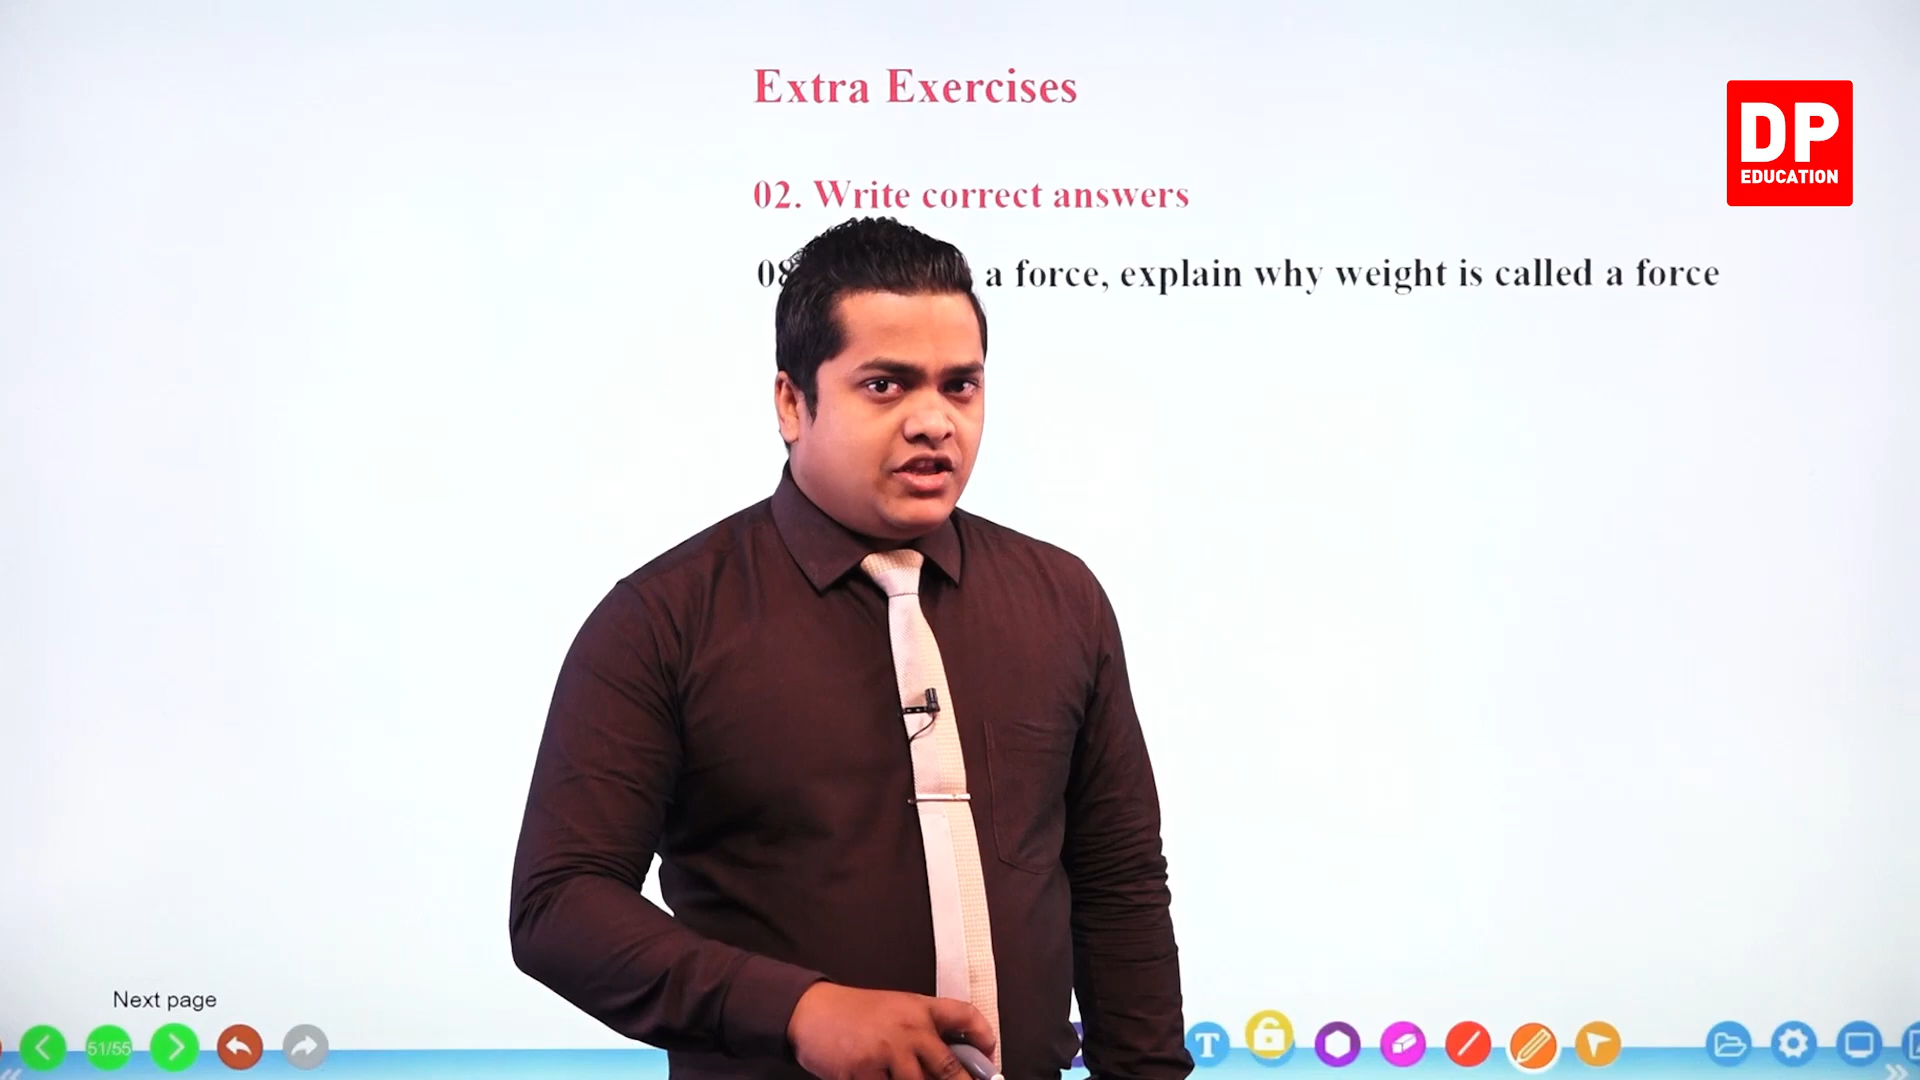 Extra Exercises
DP
EDUCATION
02. Write correct answers
08 a force, explain why weight is called a force
Next page
51/55
T